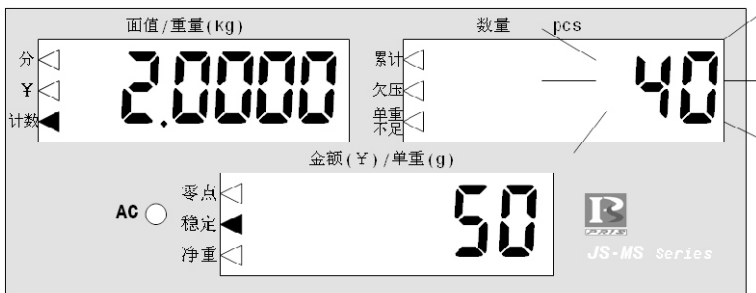 面值/重量(Kg)
数量 pcs
分
¥
计数
2.0000
累计
欠压
单重
不足
40
金额(¥)/单重(g)
AC
零点
稳定
净重
50
PRIS
JS-MS Series